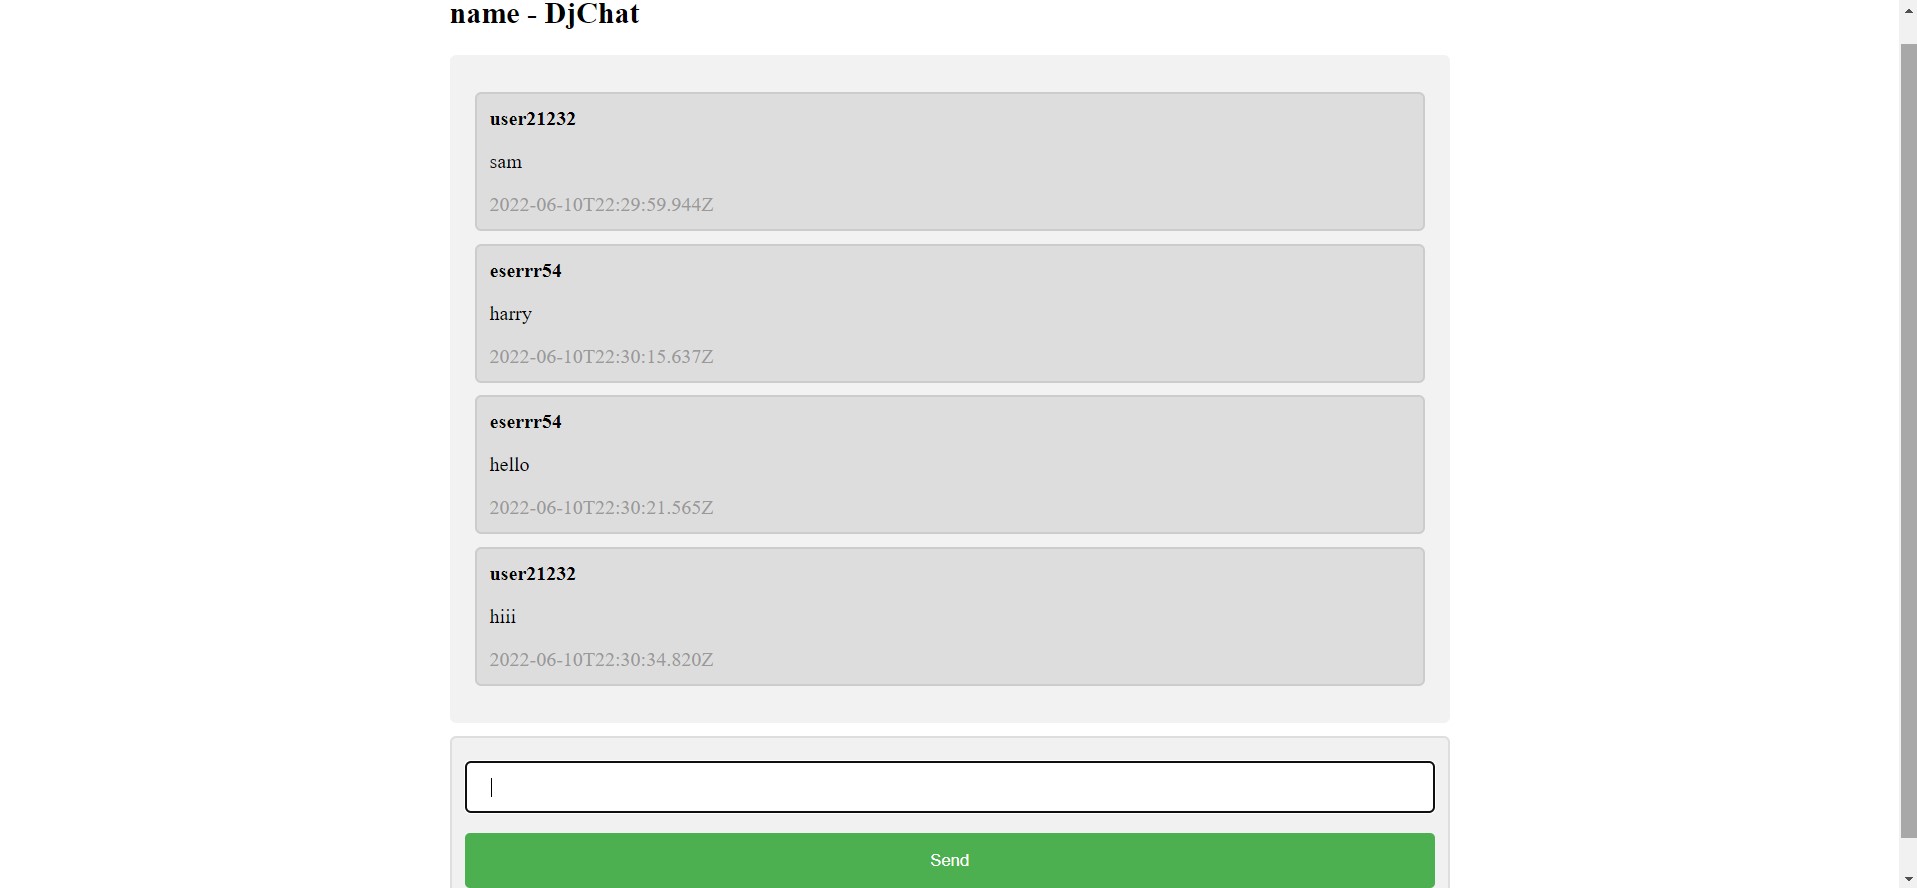 name - DjChat
user21232
sam
2022-06-10T22:29:59.944Z
eserrr54
harry
2022-06-10T22:30:15.637Z
eserrr54
hello
2022-06-10T22:30:21.565Z
user21232
hiii
2022-06-10T22:30:34.820Z
Send